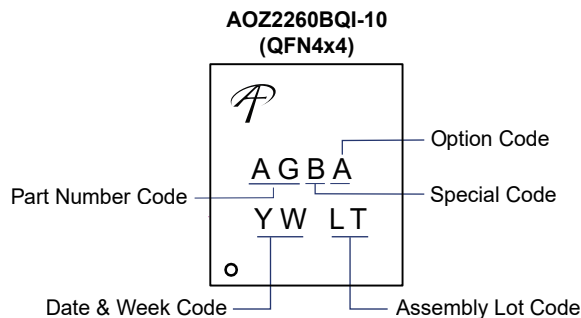 AOZ2260BQI-10
(QFN4x4)
Option Code
A G B A
Part Number Code
Special Code
Y W L T
Date & Week Code
Assembly Lot Code